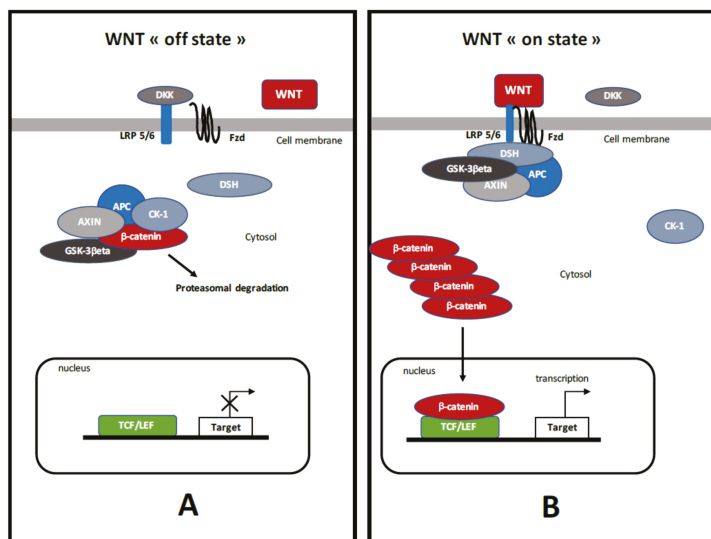 WNT « off state »
DKK
WNT
LRP 5/6
Fzd
Cell membrane
DSH
APC
CK-1
AXIN
β-catenin
GSK-3βeta
Cytosol
Proteasomal degradation
nucleus
TCF/LEF
Target
A
WNT « on state »
WNT
DKK
LRP 5/6
Fzd
Cell membrane
DSH
GSK-3βeta
APC
AXIN
CK-1
β-catenin
β-catenin
β-catenin
β-catenin
Cytosol
nucleus
transcription
β-catenin
TCF/LEF
Target
B